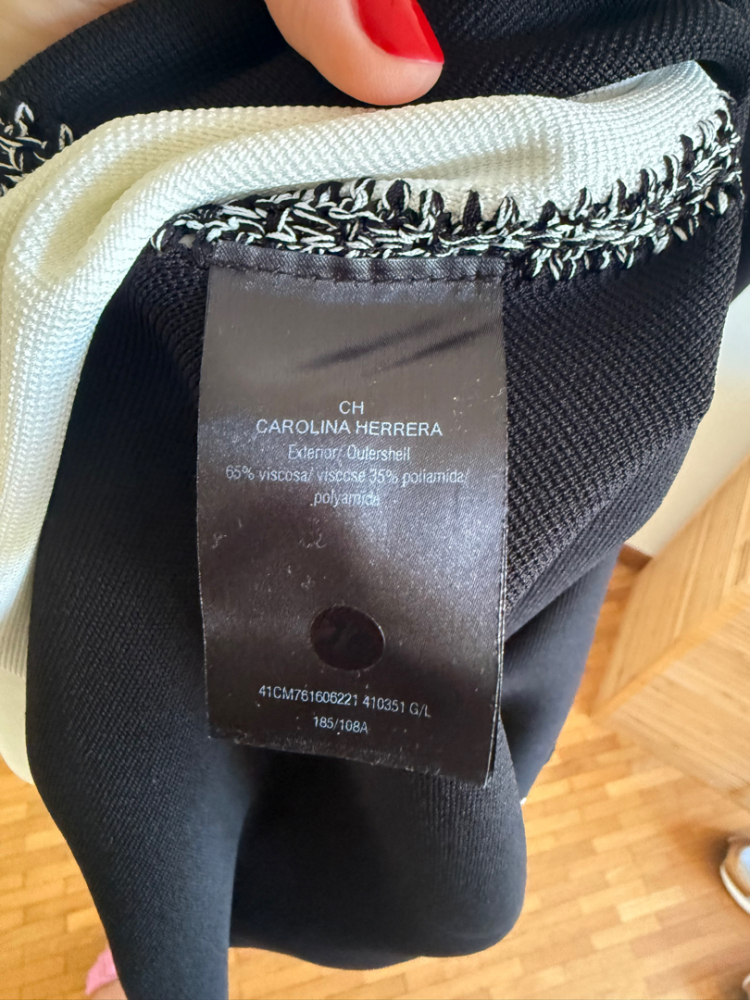 CH
CAROLINA HERRERA
Exterior/ Outershell
65% viscosa/ viscose 35% poliamida/
polyamide
41CM761606221 410351 G/L
185/108A